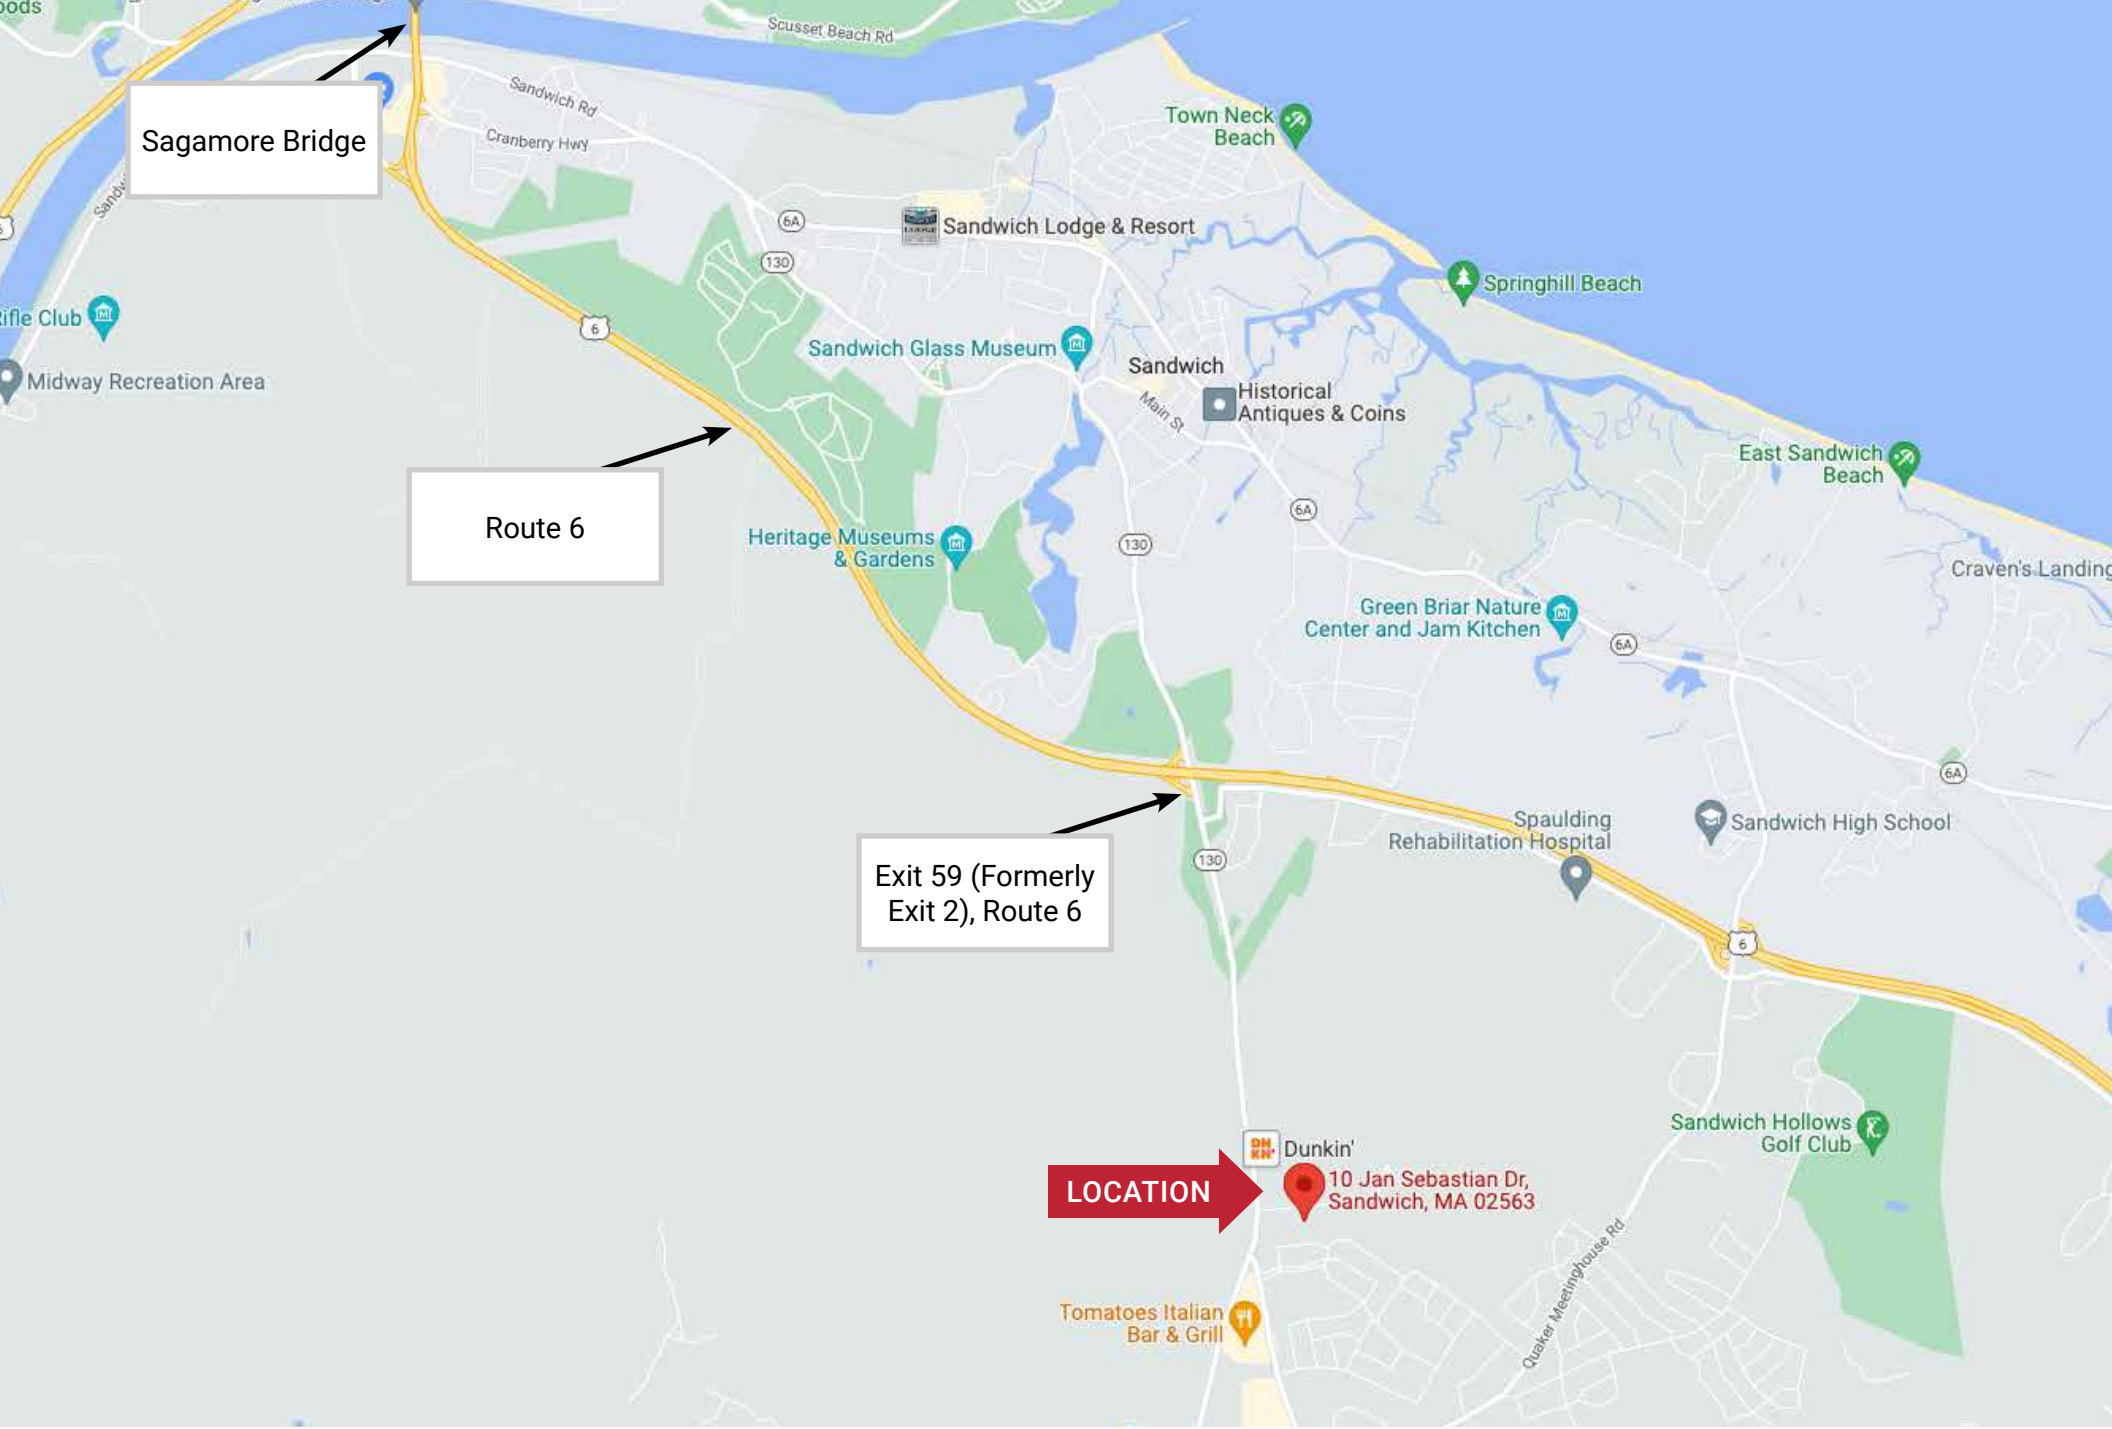 Scusset Beach Rd
Sagamore Bridge
Sandwich Rd
Cranberry Hwy
Town Neck
Beach
6A
Sandwich Lodge & Resort
130
Springhill Beach
ifle Club
6
Sandwich Glass Museum
Midway Recreation Area
Sandwich
Historical
Antiques & Coins
Main St
East Sandwich
Beach
Route 6
6A
Heritage Museums
& Gardens
130
Craven's Landing
Green Briar Nature
Center and Jam Kitchen
6A
6A
Spaulding
Rehabilitation Hospital
Sandwich High School
Exit 59 (Formerly
Exit 2), Route 6
130
6
Sandwich Hollows
Golf Club
DN
KN'
Dunkin'
LOCATION
10 Jan Sebastian Dr,
Sandwich, MA 02563
Quaker Meetinghouse Rd
Tomatoes Italian
Bar & Grill